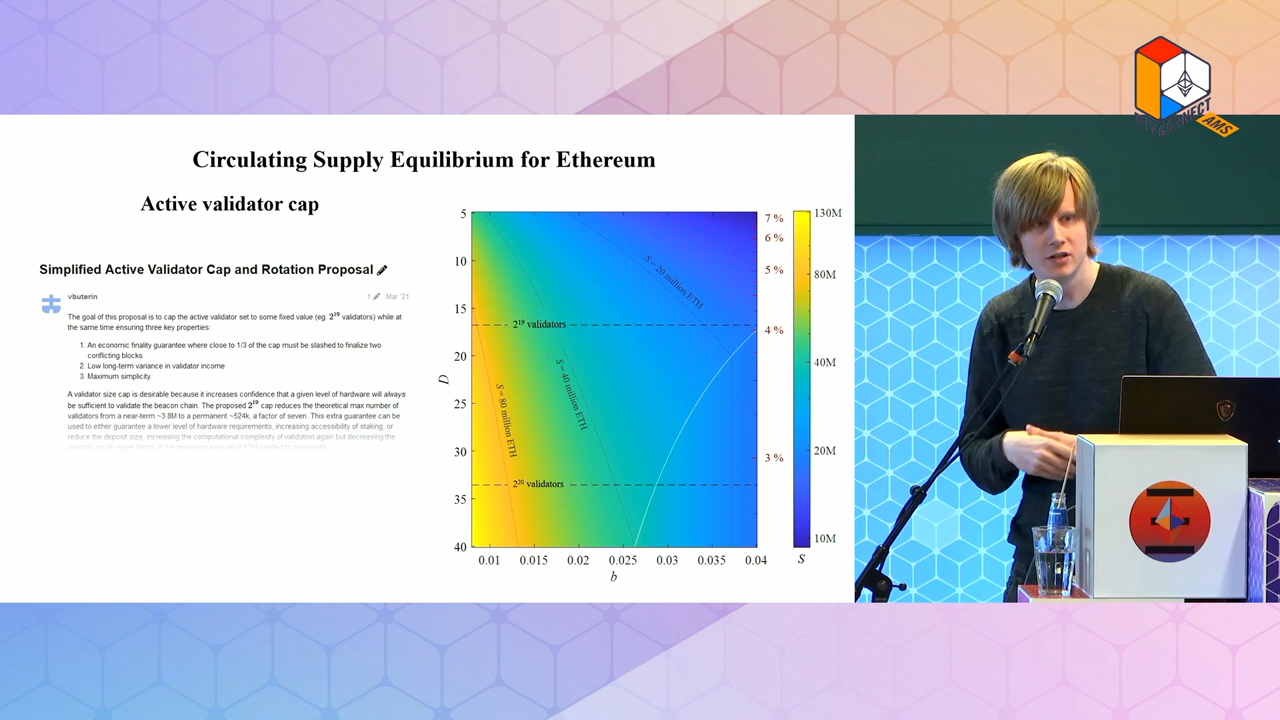 CONNECT
AMS
Circulating Supply Equilibrium for Ethereum
Active validator cap
Simplified Active Validator Cap and Rotation Proposal
vbuterin
1 Mar '21
The goal of this proposal is to cap the active validator set to some fixed value (eg. 2¹⁹ validators) while at
the same time ensuring three key properties:
1. An economic finality guarantee where close to 1/3 of the cap must be slashed to finalize two
conflicting blocks
2. Low long-term variance in validator income
3. Maximum simplicity.
A validator size cap is desirable because it increases confidence that a given level of hardware will always
be sufficient to validate the beacon chain. The proposed 2¹⁹ cap reduces the theoretical max number of
validators from a near-term ~3.8M to a permanent ~524k, a factor of seven. This extra guarantee can be
used to either guarantee a lower level of hardware requirements, increasing accessibility of staking, or
reduce the deposit size, increasing the computational complexity of validation again but decreasing the
D
5
10
15
20
25
30
35
40
0.01 0.015 0.02 0.025 0.03 0.035 0.04
b
S = 20 million ETH
2¹⁹ validators
S = 40 million ETH
S = 80 million ETH
2²⁰ validators
7 %
6 %
5 %
4 %
3 %
130M
80M
40M
20M
10M
S